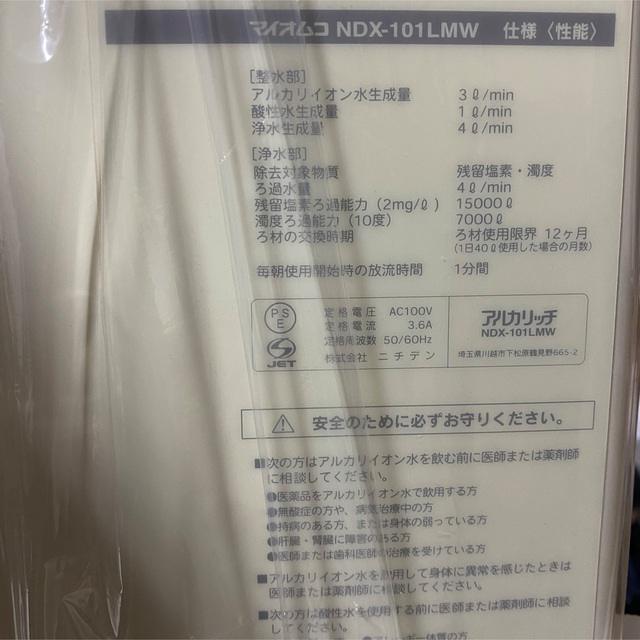 マイオムコ NDX-101LMW 仕様〈性能〉
[整水部]
アルカリイオン水生成量 3ℓ/min
酸性水生成量 1ℓ/min
浄水生成量 4ℓ/min
[浄水部]
除去対象物質 残留塩素・濁度
ろ過水量 4ℓ/min
残留塩素ろ過能力(2mg/ℓ) 15000ℓ
濁度ろ過能力(10度) 7000ℓ
ろ材の交換時期 ろ材使用限界 12ヶ月
(1日40ℓ使用した場合の月数)
毎朝使用開始時の放流時間 1分間
PSE
JET
定格電圧 AC100V
定格電流 3.6A
定格周波数 50/60Hz
株式会社 ニチデン
アルカリッチ
NDX-101LMW
埼玉県川越市下松原鶴見野665-2
安全のために必ずお守りください。
■次の方はアルカリイオン水を飲む前に医師または薬剤師
に相談してください。
●医薬品をアルカリイオン水で飲用する方
●無酸症の方や、病気治療中の方
●持病のある方、または身体の弱っている方
●肝臓・腎臓に障害のある方
●医師または歯科医師の治療を受けている方
■アルカリイオン水を飲用して身体に異常を感じたときは
医師または薬剤師に相談してください。
■次の方は酸性水を使用する前に医師または薬剤師に相談
してください。
●アレルギー体質の方